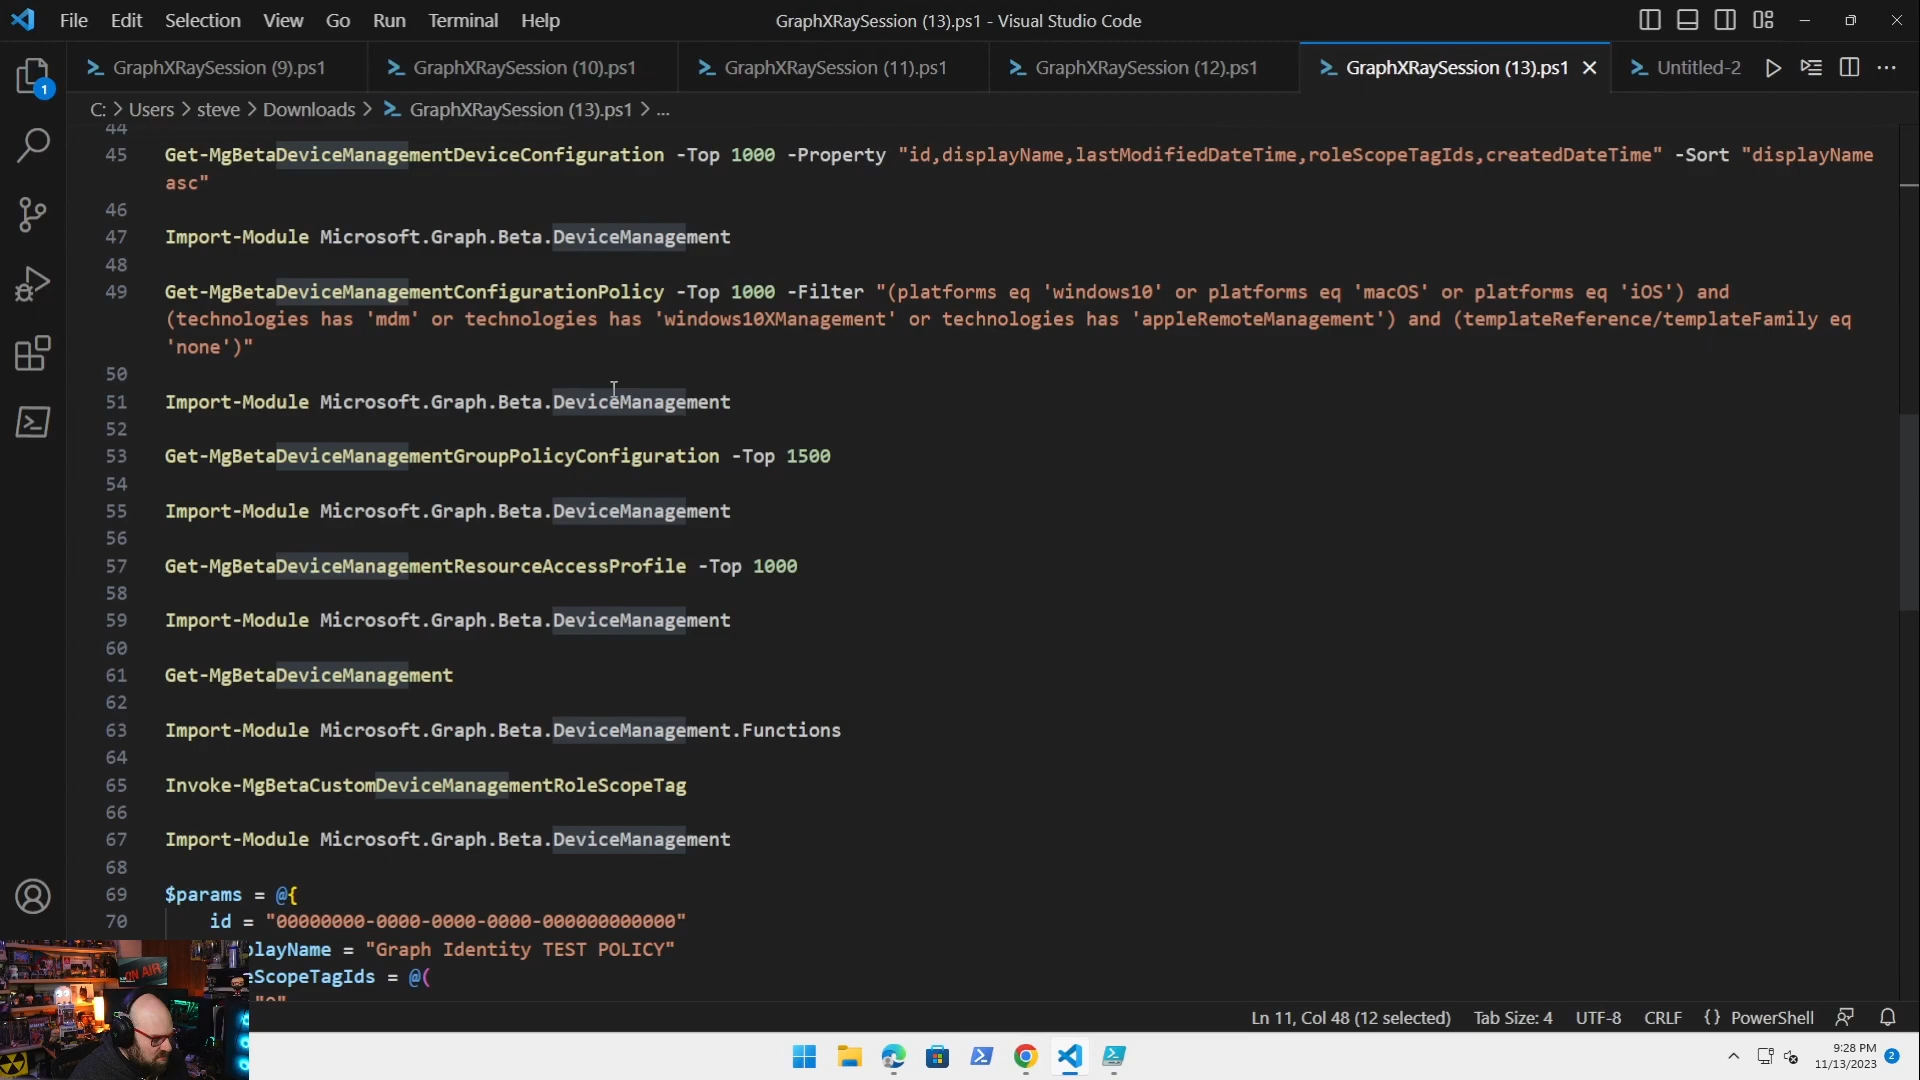 File Edit Selection View Go Run Terminal Help
GraphXRaySession (13).ps1 - Visual Studio Code
GraphXRaySession (9).ps1
GraphXRaySession (10).ps1
GraphXRaySession (11).ps1
GraphXRaySession (12).ps1
GraphXRaySession (13).ps1
Untitled-2
1
C: > Users > steve > Downloads > GraphXRaySession (13).ps1 > ...
44
45 Get-MgBetaDeviceManagementDeviceConfiguration -Top 1000 -Property "id,displayName,lastModifiedDateTime,roleScopeTagIds,createdDateTime" -Sort "displayName
asc"
46
47 Import-Module Microsoft.Graph.Beta.DeviceManagement
48
49 Get-MgBetaDeviceManagementConfigurationPolicy -Top 1000 -Filter "(platforms eq 'windows10' or platforms eq 'macOS' or platforms eq 'iOS') and
(technologies has 'mdm' or technologies has 'windows10XManagement' or technologies has 'appleRemoteManagement') and (templateReference/templateFamily eq
'none')"
50
51 Import-Module Microsoft.Graph.Beta.DeviceManagement
52
53 Get-MgBetaDeviceManagementGroupPolicyConfiguration -Top 1500
54
55 Import-Module Microsoft.Graph.Beta.DeviceManagement
56
57 Get-MgBetaDeviceManagementResourceAccessProfile -Top 1000
58
59 Import-Module Microsoft.Graph.Beta.DeviceManagement
60
61 Get-MgBetaDeviceManagement
62
63 Import-Module Microsoft.Graph.Beta.DeviceManagement.Functions
64
65 Invoke-MgBetaCustomDeviceManagementRoleScopeTag
66
67 Import-Module Microsoft.Graph.Beta.DeviceManagement
68
69 $params = @{
70 id = "00000000-0000-0000-0000-000000000000"
playName = "Graph Identity TEST POLICY"
eScopeTagIds = @(
"0"
ON AIR
Ln 11, Col 48 (12 selected) Tab Size: 4 UTF-8 CRLF {} PowerShell
9:28 PM
11/13/2023
2